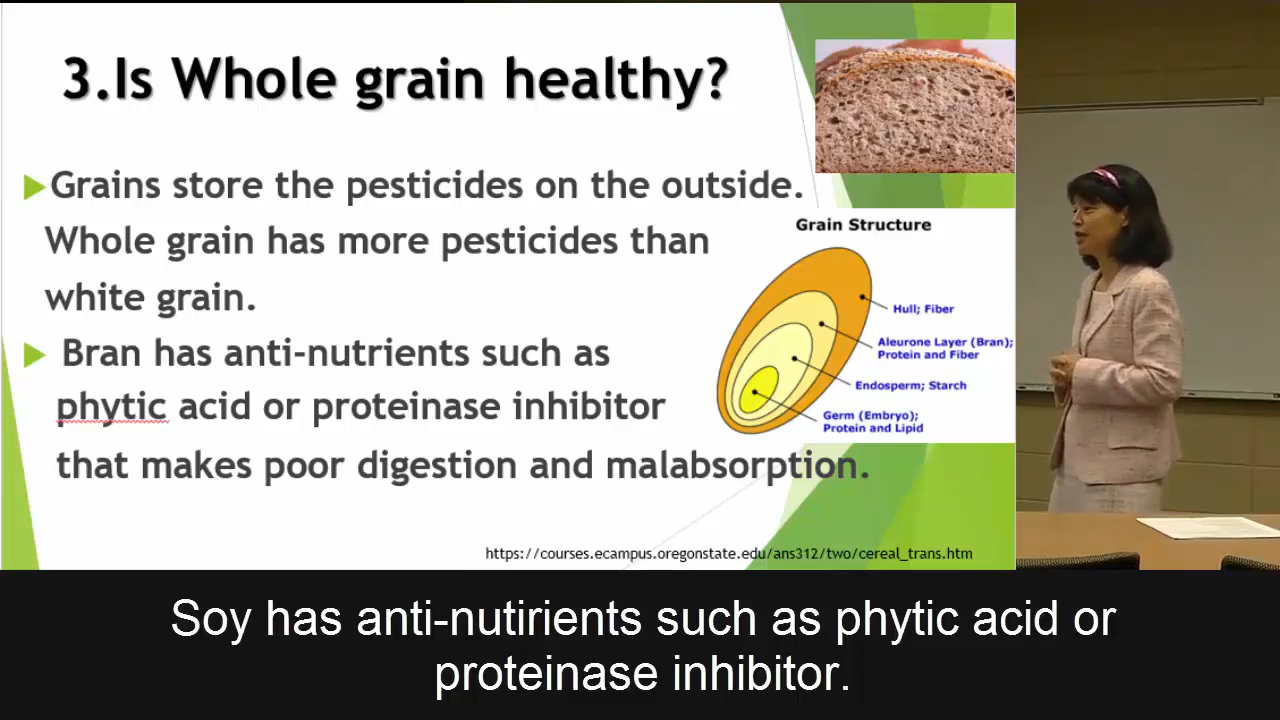 3.Is Whole grain healthy?
Grains store the pesticides on the outside.
Whole grain has more pesticides than
white grain.
Bran has anti-nutrients such as
phytic acid or proteinase inhibitor
that makes poor digestion and malabsorption.
Grain Structure
Hull; Fiber
Aleurone Layer (Bran);
Protein and Fiber
Endosperm; Starch
Germ (Embryo);
Protein and Lipid
https://courses.ecampus.oregonstate.edu/ans312/two/cereal_trans.htm
Soy has anti-nutirients such as phytic acid or
proteinase inhibitor.